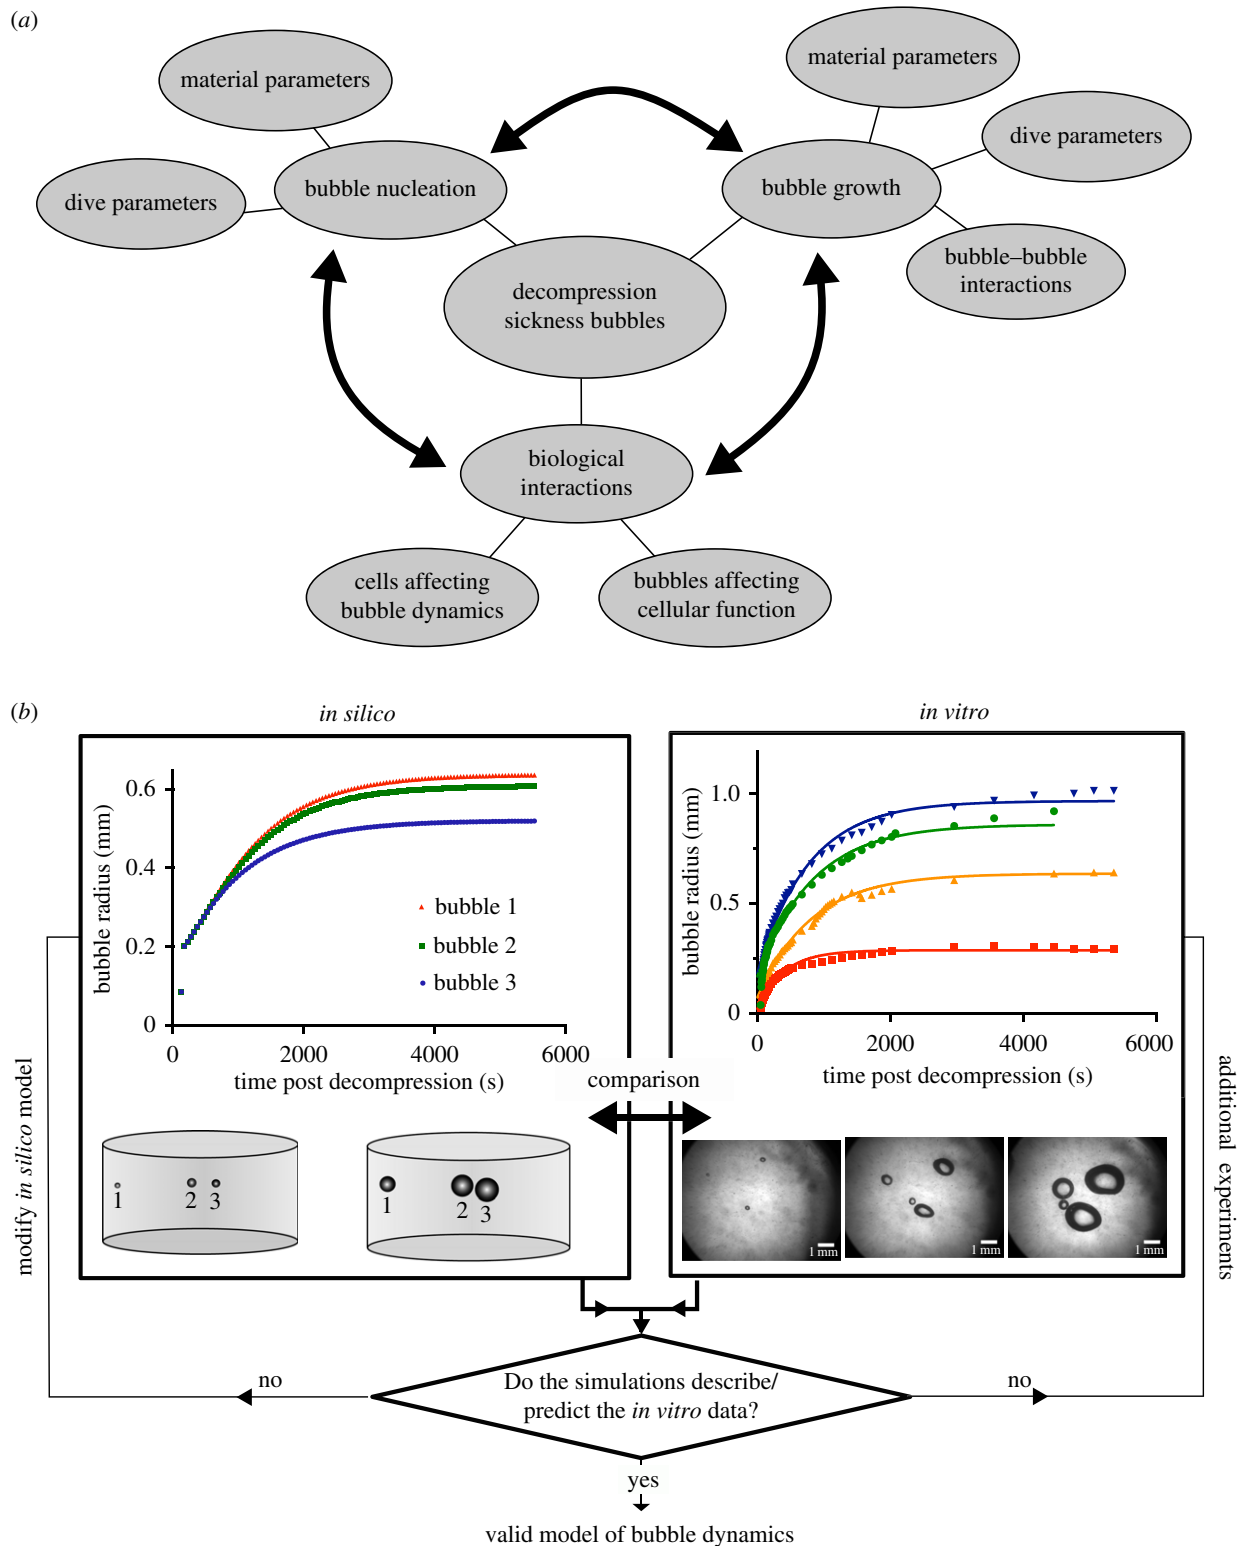 (a)
material parameters
material parameters
dive parameters
bubble nucleation
bubble growth
dive parameters
bubble–bubble
interactions
decompression
sickness bubbles
biological
interactions
cells affecting
bubble dynamics
bubbles affecting
cellular function
(b)
in silico
in vitro
bubble radius (mm)
0.6
0.4
0.2
0
0
2000
4000
6000
time post decompression (s)
bubble 1
bubble 2
bubble 3
bubble radius (mm)
1.0
0.5
0
0
2000
4000
6000
time post decompression (s)
comparison
modify in silico model
additional experiments
1
2
3
1
2
3
1 mm
1 mm
1 mm
no
Do the simulations describe/
predict the in vitro data?
no
yes
valid model of bubble dynamics